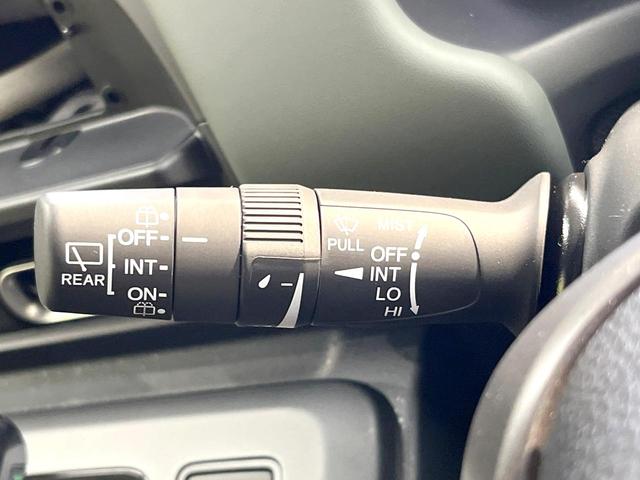 OFF
REAR
INT
ON
PULL
MIST
OFF
INT
LO
HI